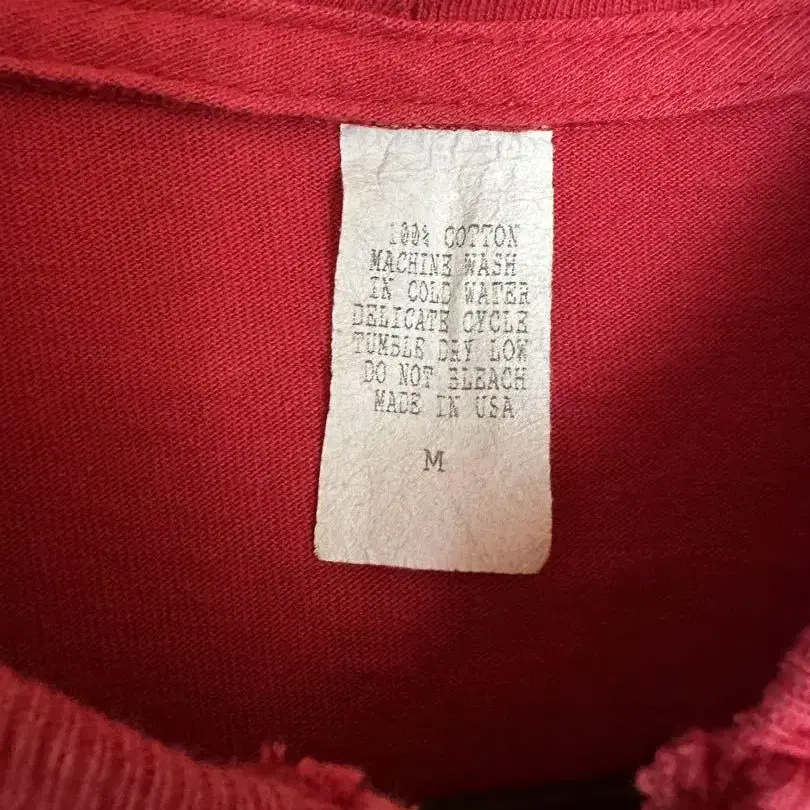 100% COTTON
MACHINE WASH
IN COLD WATER
DELICATE CYCLE
TUMBLE DRY LOW
DO NOT BLEACH
MADE IN USA
M